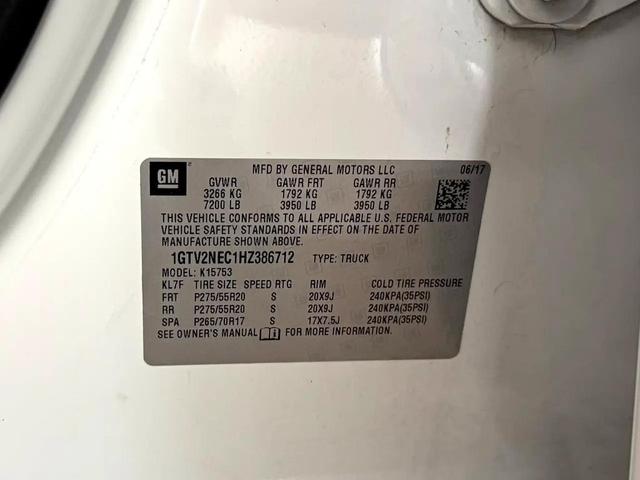 GM
MFD BY GENERAL MOTORS LLC 06/17
GVWR GAWR FRT GAWR RR
3266 KG 1792 KG 1792 KG
7200 LB 3950 LB 3950 LB
THIS VEHICLE CONFORMS TO ALL APPLICABLE U.S. FEDERAL MOTOR
VEHICLE SAFETY STANDARDS IN EFFECT ON THE DATE OF
MANUFACTURE SHOWN ABOVE.
1GTV2NEC1HZ386712 TYPE: TRUCK
MODEL: K15753
KL7F TIRE SIZE SPEED RTG RIM COLD TIRE PRESSURE
FRT P275/55R20 S 20X9J 240KPA(35PSI)
RR P275/55R20 S 20X9J 240KPA(35PSI)
SPA P265/70R17 S 17X7.5J 240KPA(35PSI)
SEE OWNER'S MANUAL FOR MORE INFORMATION.